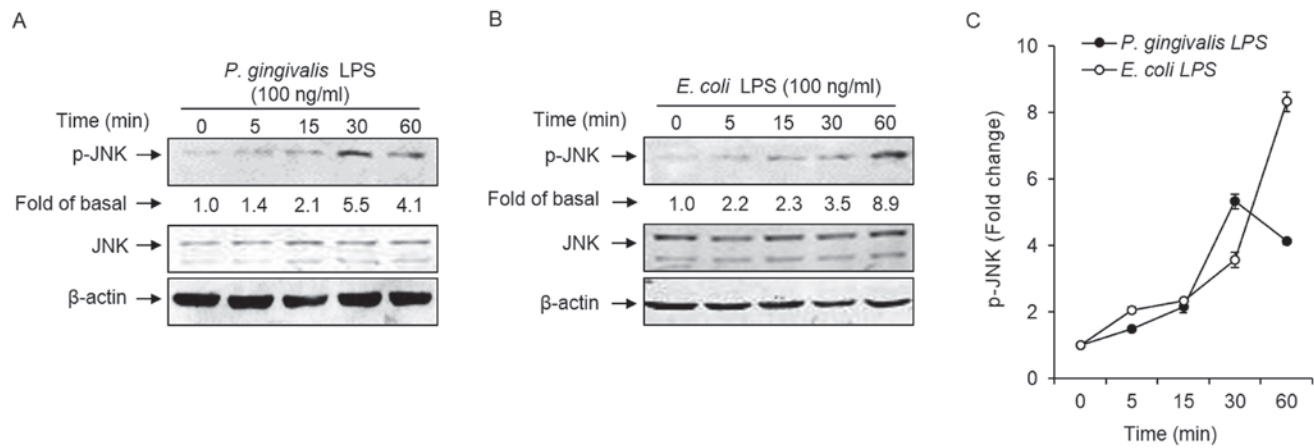 A
P. gingivalis LPS
(100 ng/ml)
Time (min) 0 5 15 30 60
p-JNK
Fold of basal 1.0 1.4 2.1 5.5 4.1
JNK
β-actin
B
E. coli LPS (100 ng/ml)
Time (min) 0 5 15 30 60
p-JNK
Fold of basal 1.0 2.2 2.3 3.5 8.9
JNK
β-actin
C
P. gingivalis LPS
E. coli LPS
p-JNK (Fold change)
10
8
6
4
2
0
0 5 15 30 60
Time (min)